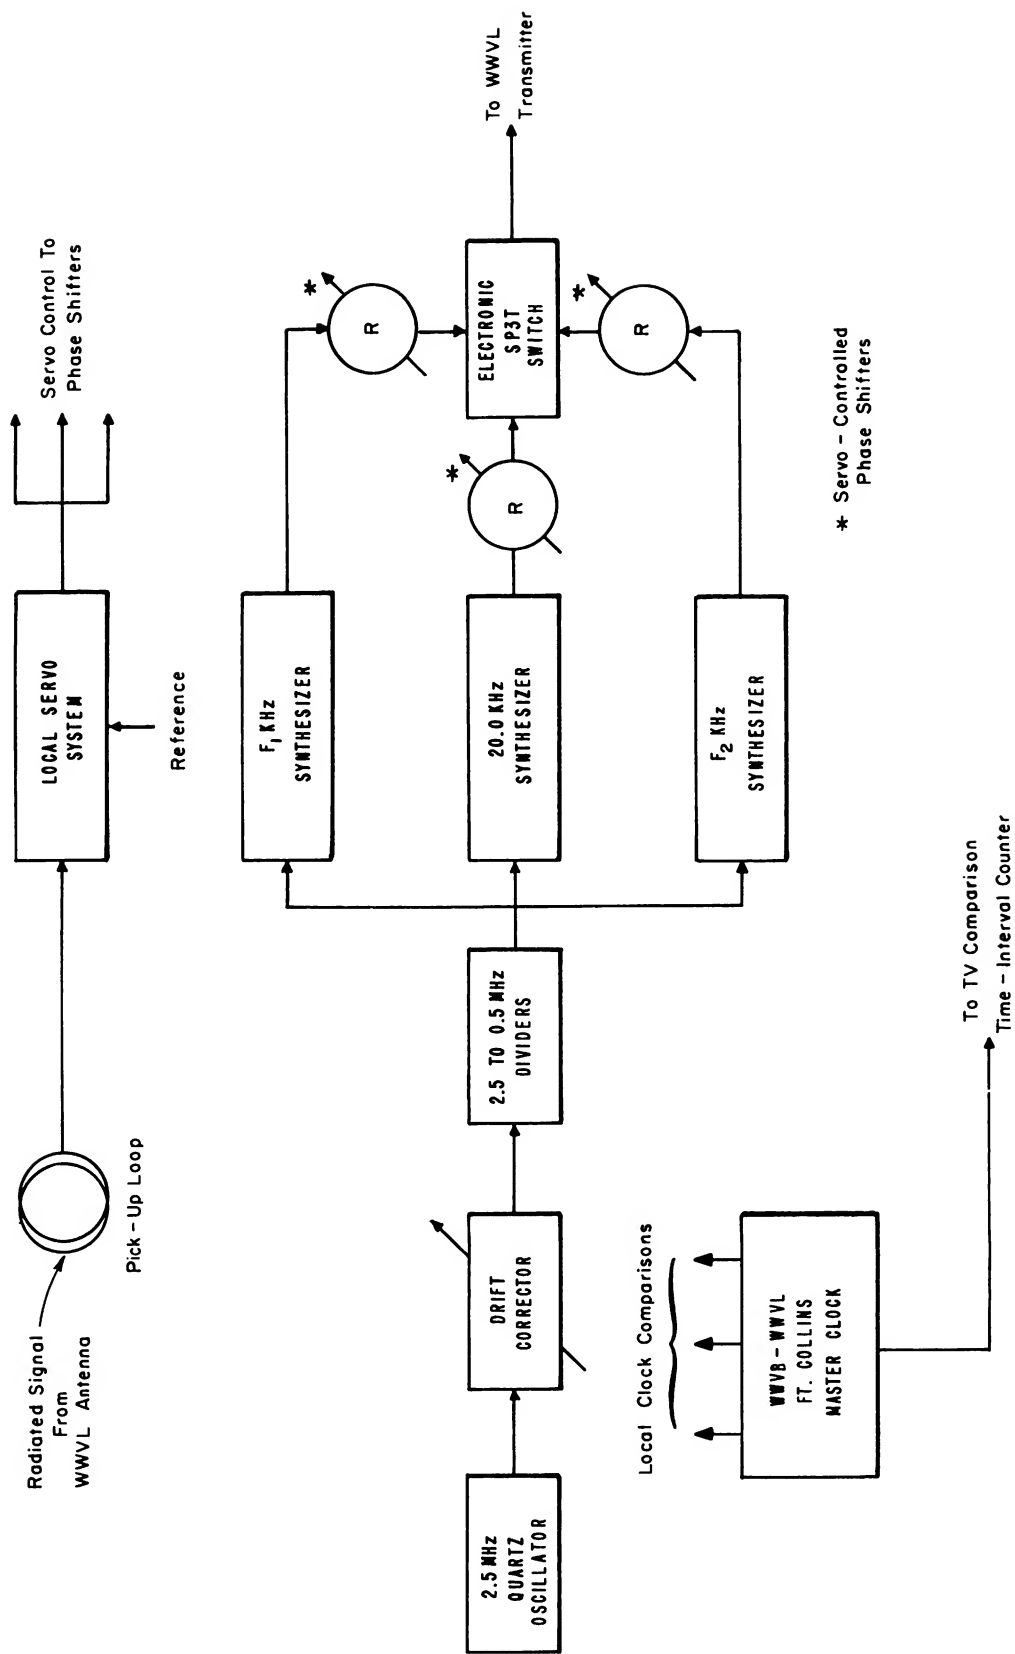 Radiated Signal
From
WWVL Antenna
Pick-Up Loop
LOCAL SERVO
SYSTEM
Reference
Servo Control To
Phase Shifters
F1 KHz
SYNTHESIZER
R
*
2.5 MHz
QUARTZ
OSCILLATOR
DRIFT
CORRECTOR
2.5 TO 0.5 MHz
DIVIDERS
20.0 KHz
SYNTHESIZER
R
*
ELECTRONIC
SP3T
SWITCH
To WWVL
Transmitter
F2 KHz
SYNTHESIZER
R
*
Local Clock Comparisons
WWVB-WWVL
FT. COLLINS
MASTER CLOCK
To TV Comparison
Time-Interval Counter
* Servo-Controlled
Phase Shifters